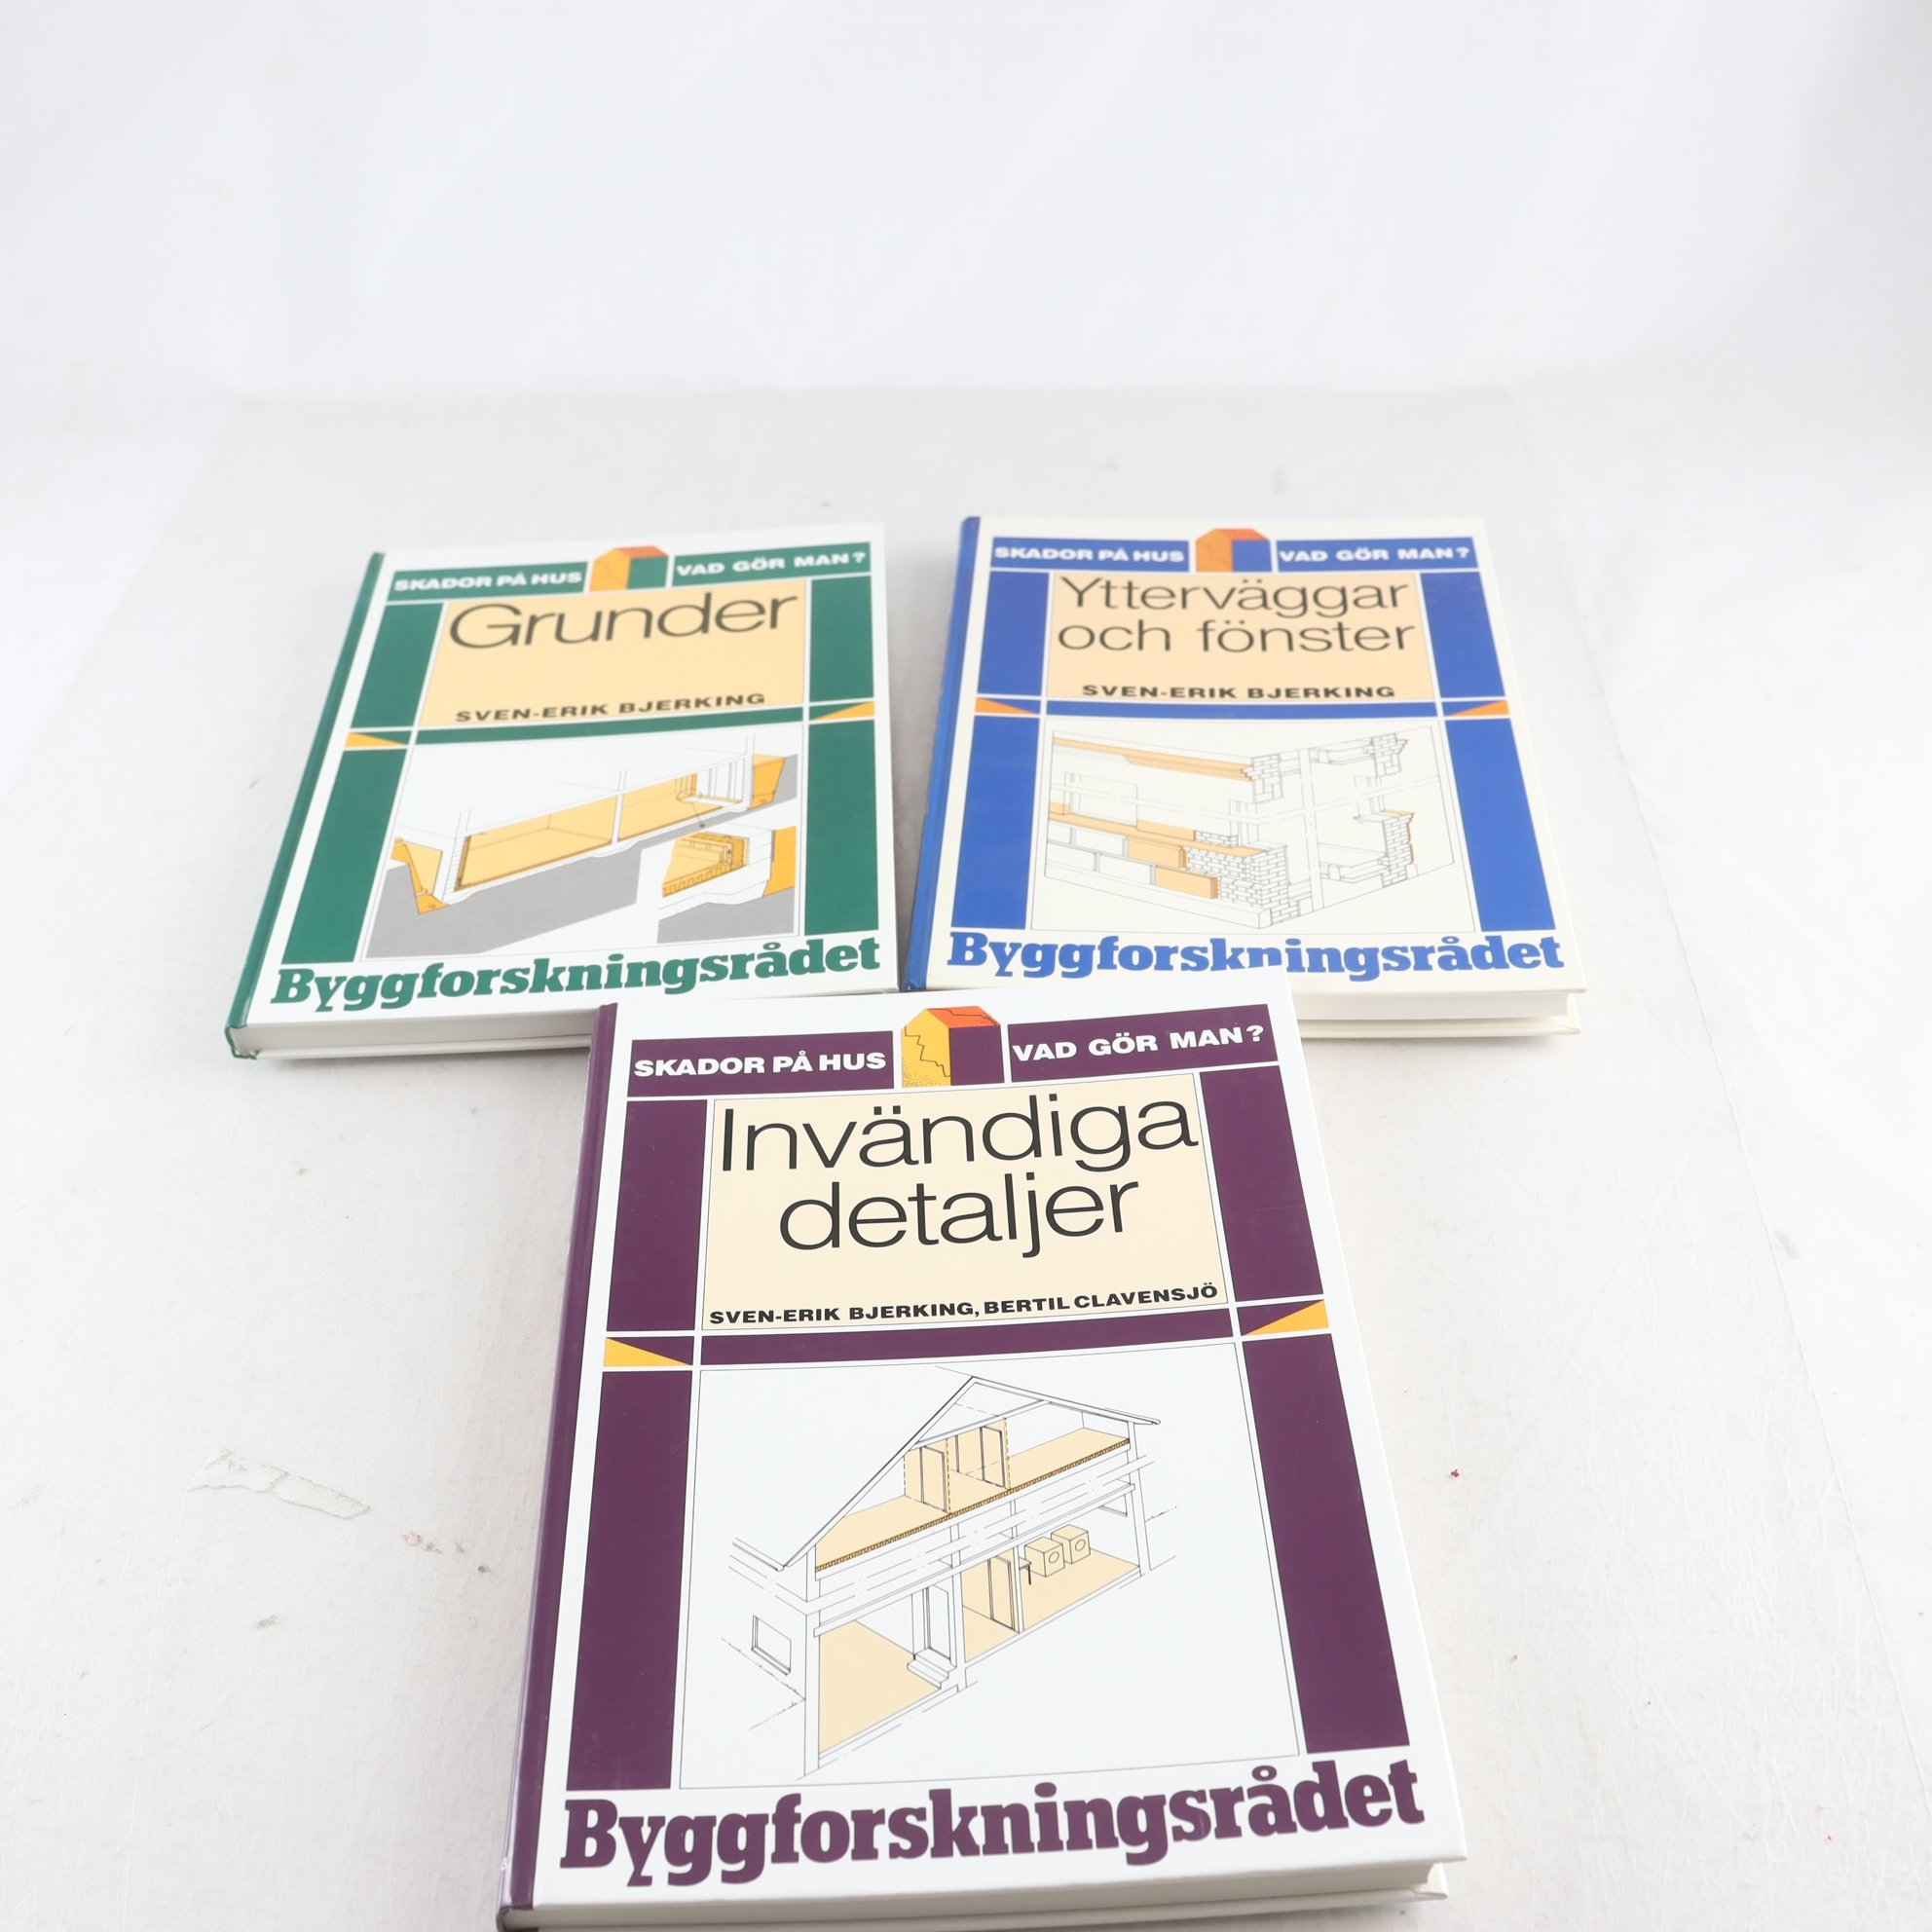 SKADOR PÅ HUS VAD GÖR MAN?
Grunder
SVEN-ERIK BJERKING
Byggforskningsrådet
SKADOR PÅ HUS VAD GÖR MAN?
Ytterväggar
och fönster
SVEN-ERIK BJERKING
Byggforskningsrådet
SKADOR PÅ HUS VAD GÖR MAN?
Invändiga
detaljer
SVEN-ERIK BJERKING, BERTIL CLAVENSJÖ
Byggforskningsrådet